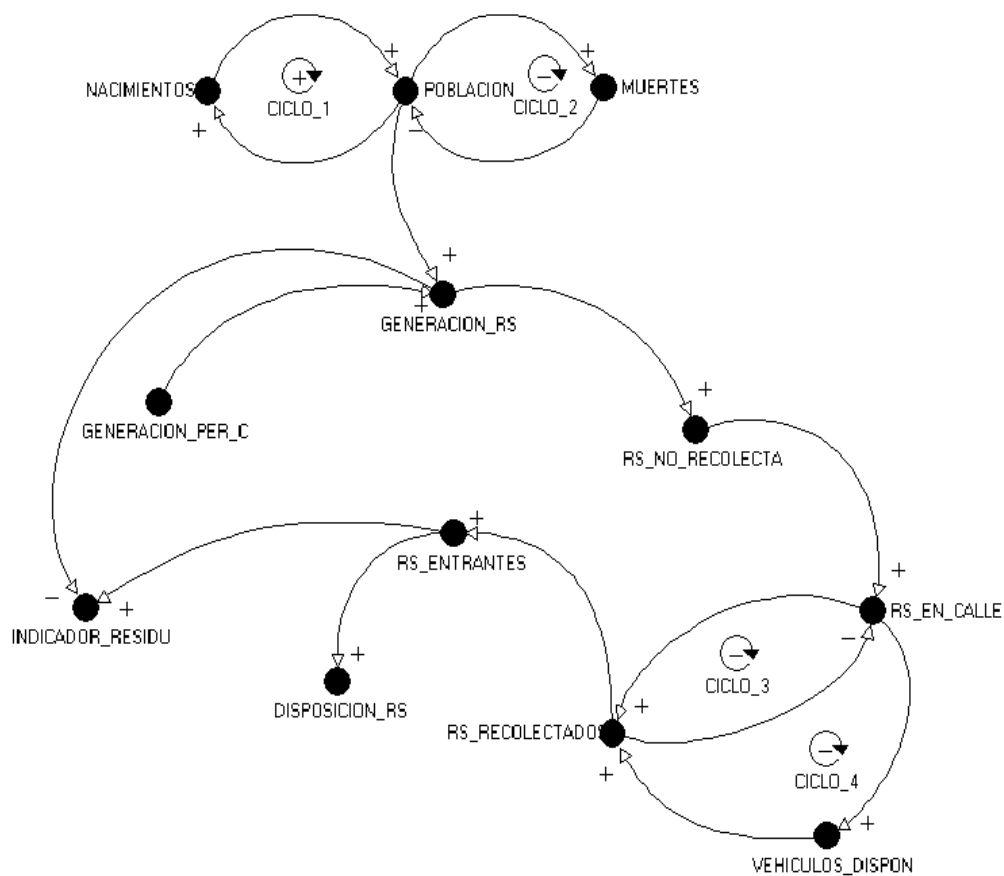 +
+
NACIMIENTOS
+
CICLO_1
POBLACION
-
CICLO_2
MUERTES
+
+
-
+
+
GENERACION_RS
+
GENERACION_PER_C
RS_NO_RECOLECTA
+
RS_ENTRANTES
+
-
+
RS_EN_CALLE
INDICADOR_RESIDU
-
-
+
CICLO_3
DISPOSICION_RS
+
RS_RECOLECTADOS
-
+
CICLO_4
+
VEHICULOS_DISPON